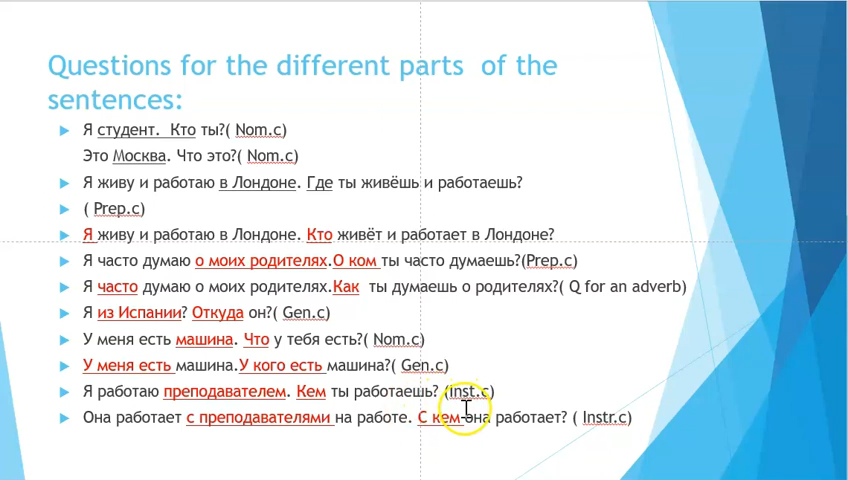 Questions for the different parts of the
sentences:
Я студент. Кто ты?( Nom.c)
Это Москва. Что это?( Nom.c)
Я живу и работаю в Лондоне. Где ты живёшь и работаешь?
( Prep.c)
Я живу и работаю в Лондоне. Кто живёт и работает в Лондоне?
Я часто думаю о моих родителях.О ком ты часто думаешь?(Prep.c)
Я часто думаю о моих родителях.Как ты думаешь о родителях?( Q for an adverb)
Я из Испании? Откуда он?( Gen.c)
У меня есть машина. Что у тебя есть?( Nom.c)
У меня есть машина.У кого есть машина?( Gen.c)
Я работаю преподавателем. Кем ты работаешь? (inst.c)
Она работает с преподавателями на работе. С кем она работает? ( Instr.c)